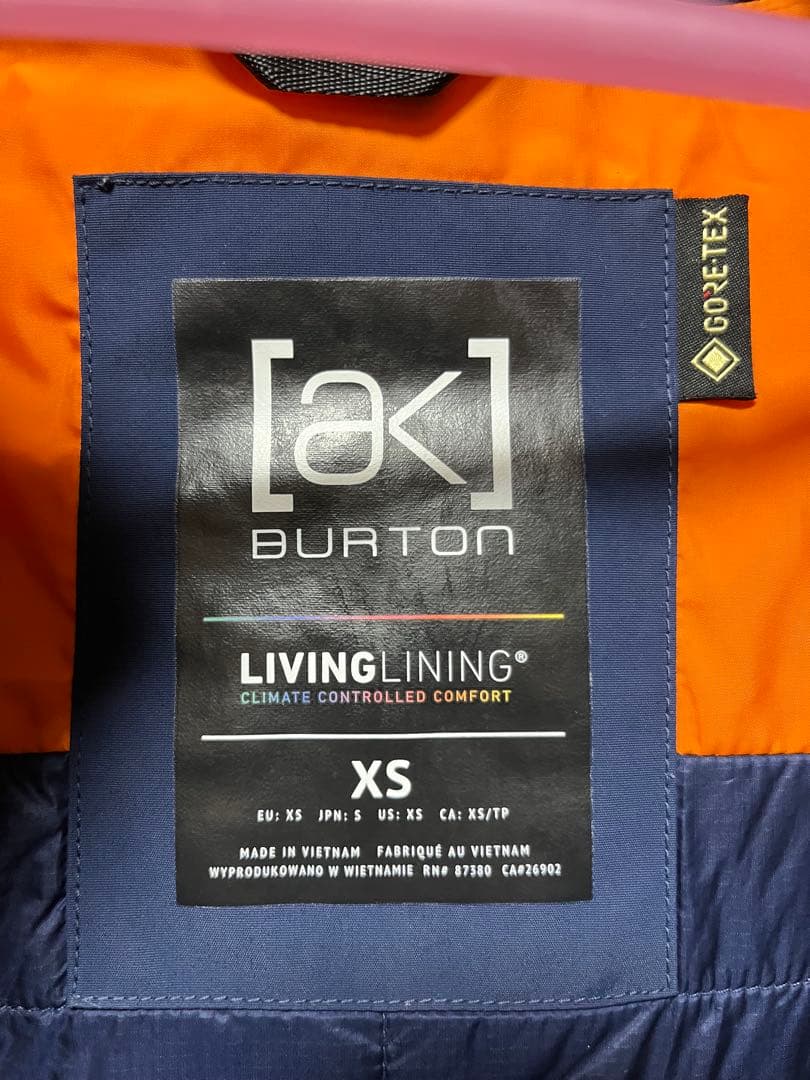 GORE-TEX
[ak]
BURTON
LIVINGLINING®
CLIMATE CONTROLLED COMFORT
XS
EU: XS JPN: S US: XS CA: XS/TP
MADE IN VIETNAM FABRIQUÉ AU VIETNAM
WYPRODUKOWANO W WIETNAMIE RN# 87380 CA#26902